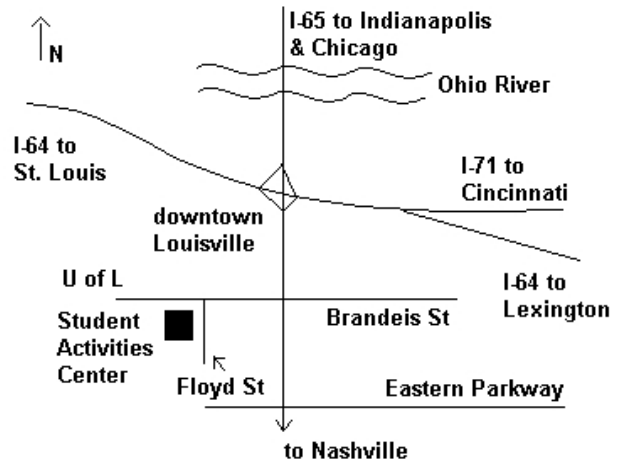 I-65 to Indianapolis
& Chicago
N
Ohio River
I-64 to
St. Louis
I-71 to
Cincinnati
downtown
Louisville
I-64 to
Lexington
U of L
Student
Activities
Center
Brandeis St
Floyd St
Eastern Parkway
to Nashville